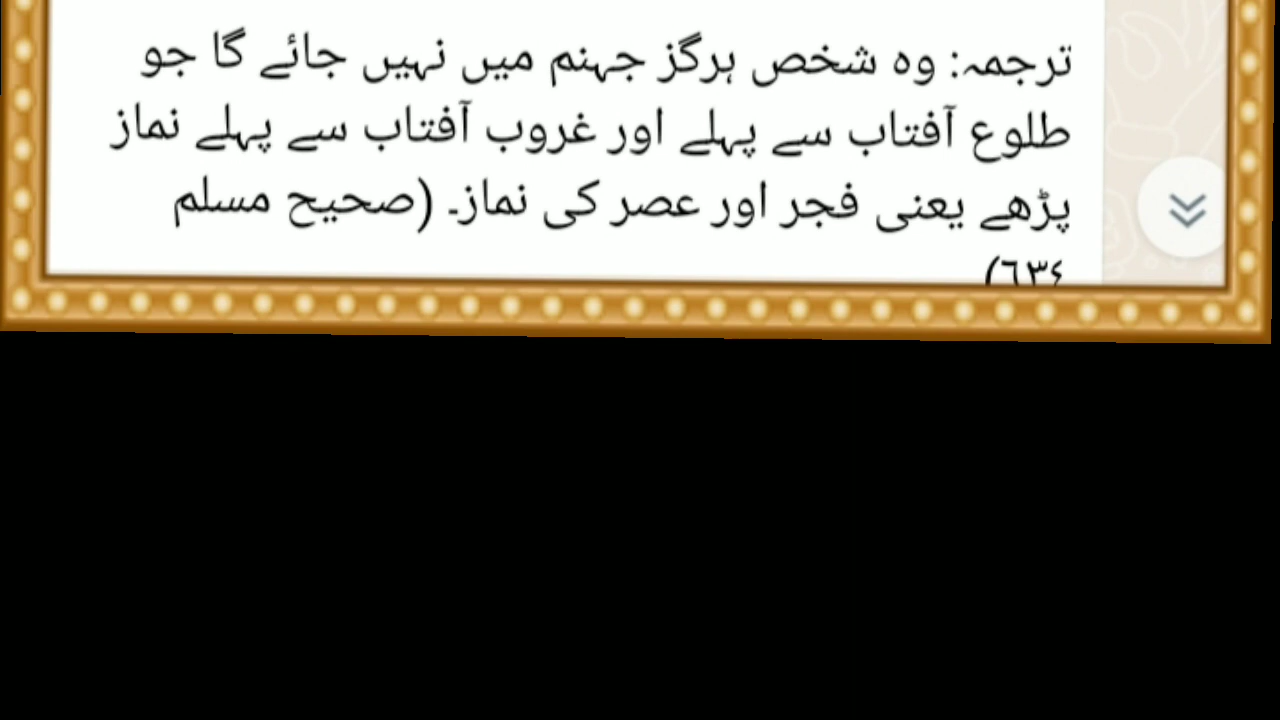 ترجمہ: وہ شخص ہرگز جہنم میں نہیں جائے گا جو
طلوع آفتاب سے پہلے اور غروب آفتاب سے پہلے نماز
پڑھے یعنی فجر اور عصر کی نماز۔ (صحیح مسلم
٦٣٤)